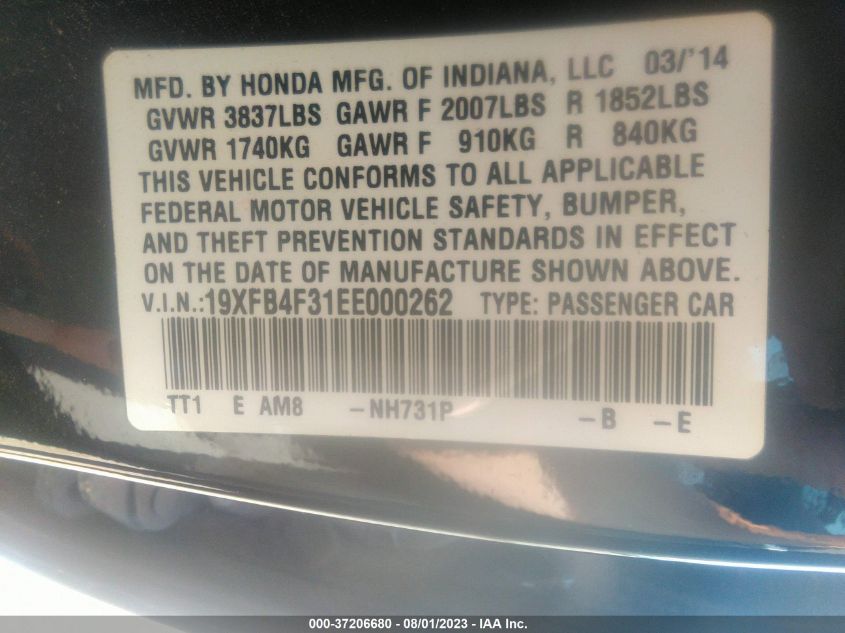 MFD. BY HONDA MFG. OF INDIANA, LLC 03/'14
GVWR 3837LBS GAWR F 2007LBS R 1852LBS
GVWR 1740KG GAWR F 910KG R 840KG
THIS VEHICLE CONFORMS TO ALL APPLICABLE
FEDERAL MOTOR VEHICLE SAFETY, BUMPER,
AND THEFT PREVENTION STANDARDS IN EFFECT
ON THE DATE OF MANUFACTURE SHOWN ABOVE.
V.I.N.:19XFB4F31EE000262 TYPE: PASSENGER CAR
TT1 E AM8 -NH731P -B -E
000-37206680 - 08/01/2023 - IAA Inc.